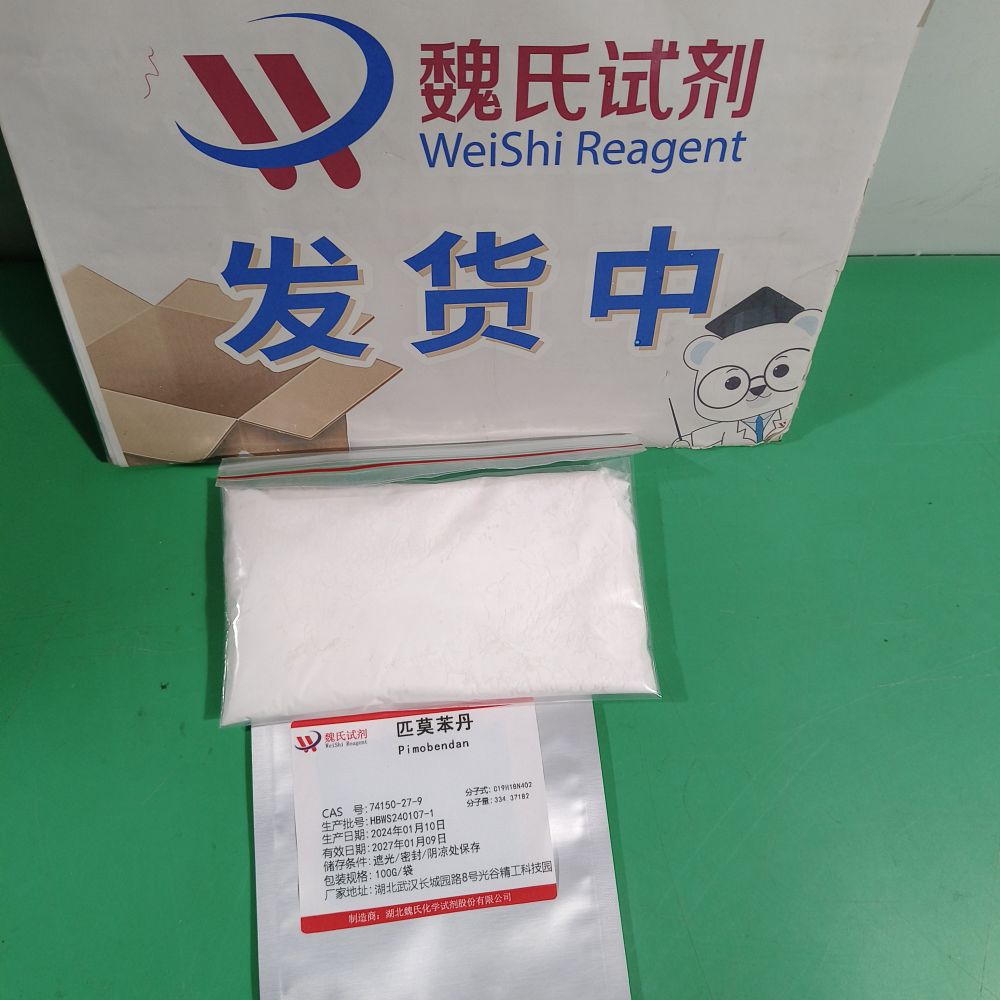 魏氏试剂
WeiShi Reagent
发货中
魏氏试剂
WeiShi Reagent
匹莫苯丹
Pimobendan
分子式: C19H18N4O2
分子量: 334.37182
CAS 号: 74150-27-9
生产批号: HBWS240107-1
生产日期: 2024年01月10日
有效日期: 2027年01月09日
储存条件: 遮光/密封/阴凉处保存
包装规格: 100G/袋
厂家地址: 湖北武汉长城园路8号光谷精工科技园
制造商: 湖北魏氏化学试剂股份有限公司